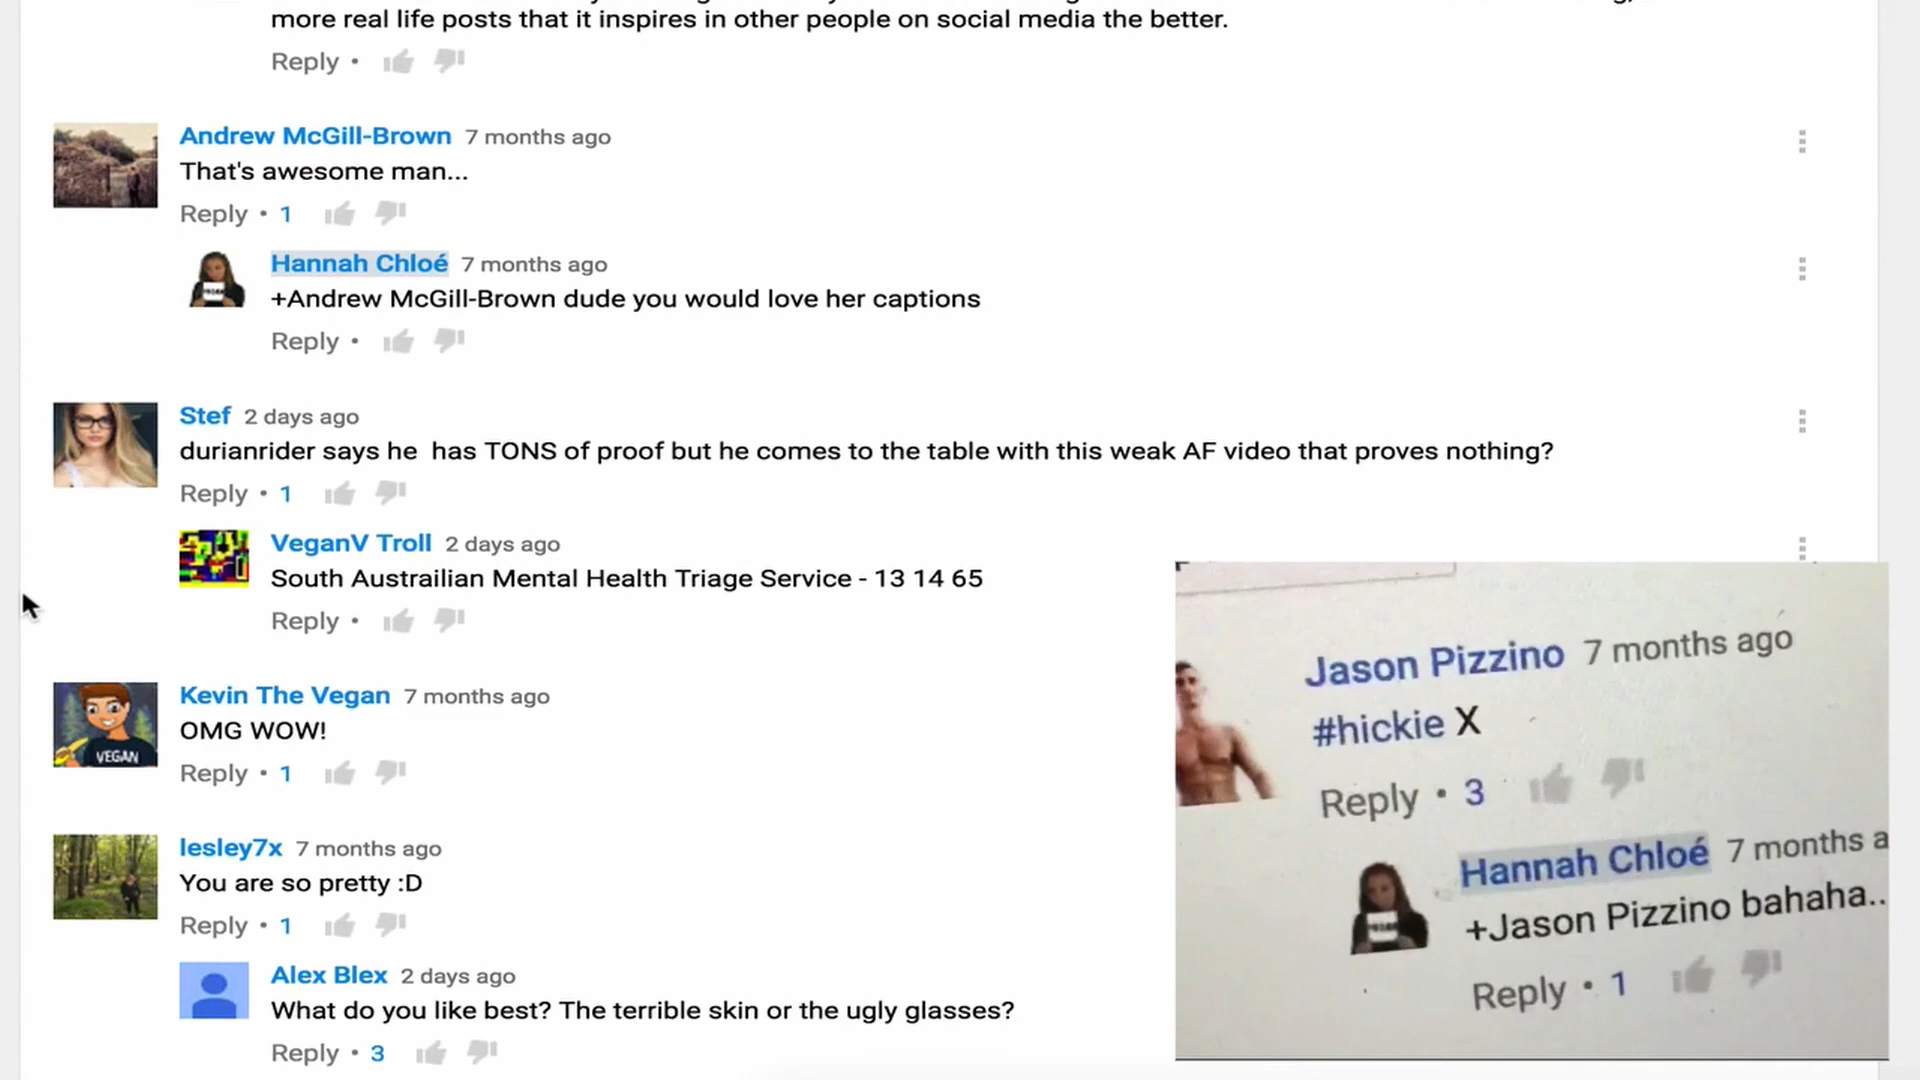 more real life posts that it inspires in other people on social media the better.
Reply •
Andrew McGill-Brown 7 months ago
That's awesome man...
Reply • 1
Hannah Chloé 7 months ago
+Andrew McGill-Brown dude you would love her captions
Reply •
Stef 2 days ago
durianrider says he has TONS of proof but he comes to the table with this weak AF video that proves nothing?
Reply • 1
VeganV Troll 2 days ago
South Austrailian Mental Health Triage Service - 13 14 65
Reply •
Kevin The Vegan 7 months ago
OMG WOW!
VEGAN
Reply • 1
lesley7x 7 months ago
You are so pretty :D
Reply • 1
Alex Blex 2 days ago
What do you like best? The terrible skin or the ugly glasses?
Reply • 3
Jason Pizzino 7 months ago
#hickie X
Reply • 3
Hannah Chloé 7 months a
+Jason Pizzino bahaha..
Reply • 1